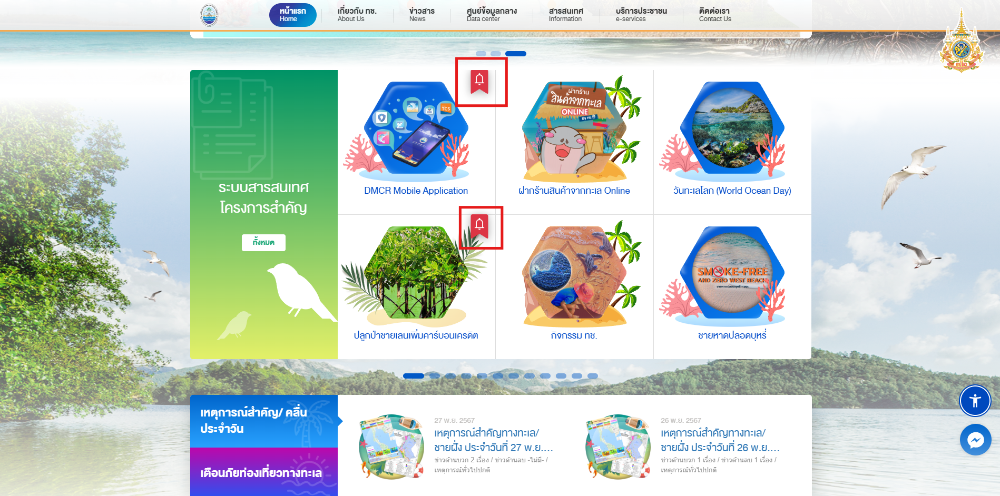 หน้าแรก
Home
เกี่ยวกับ ทช.
About Us
ข่าวสาร
News
ศูนย์ข้อมูลกลาง
Data center
สารสนเทศ
Information
บริการประชาชน
e-services
ติดต่อเรา
Contact Us
ระบบสารสนเทศ
โครงการสำคัญ
ทั้งหมด
TCS
DMCR Mobile Application
ฝากร้าน
สินค้าจากทะเล
ONLINE
By ทช.
ฝากร้านสินค้าจากทะเล Online
วันทะเลโลก (World Ocean Day)
ปลูกป่าชายเลนเพิ่มคาร์บอนเครดิต
กิจกรรม ทช.
SMOKE-FREE
AND ZERO WEST BEACH
ชายหาดปลอดบุหรี่
เหตุการณ์สำคัญ/ คลื่น
ประจำวัน
เตือนภัยท่องเที่ยวทางทะเล
27 พ.ย. 2567
เหตุการณ์สำคัญทางทะเล/
ชายฝั่ง ประจำวันที่ 27 พ.ย....
ข่าวด้านบวก 2 เรื่อง / ข่าวด้านลบ -ไม่มี- /
เหตุการณ์ทั่วไปปกติ
26 พ.ย. 2567
เหตุการณ์สำคัญทางทะเล/
ชายฝั่ง ประจำวันที่ 26 พ.ย....
ข่าวด้านบวก 1 เรื่อง / ข่าวด้านลบ 1 เรื่อง /
เหตุการณ์ทั่วไปปกติ